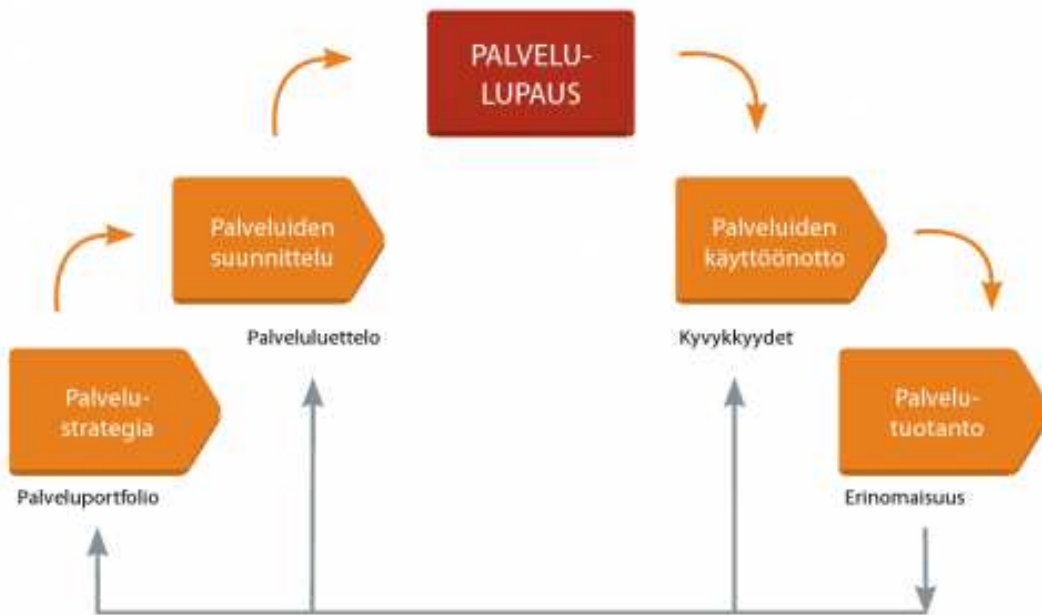 PALVELU-
LUPAUS
Palveluiden
suunnittelu
Palveluiden
käyttöönotto
Palveluluettelo
Kyvykkyydet
Palvelu-
strategia
Palvelu-
tuotanto
Palveluportfolio
Erinomaisuus